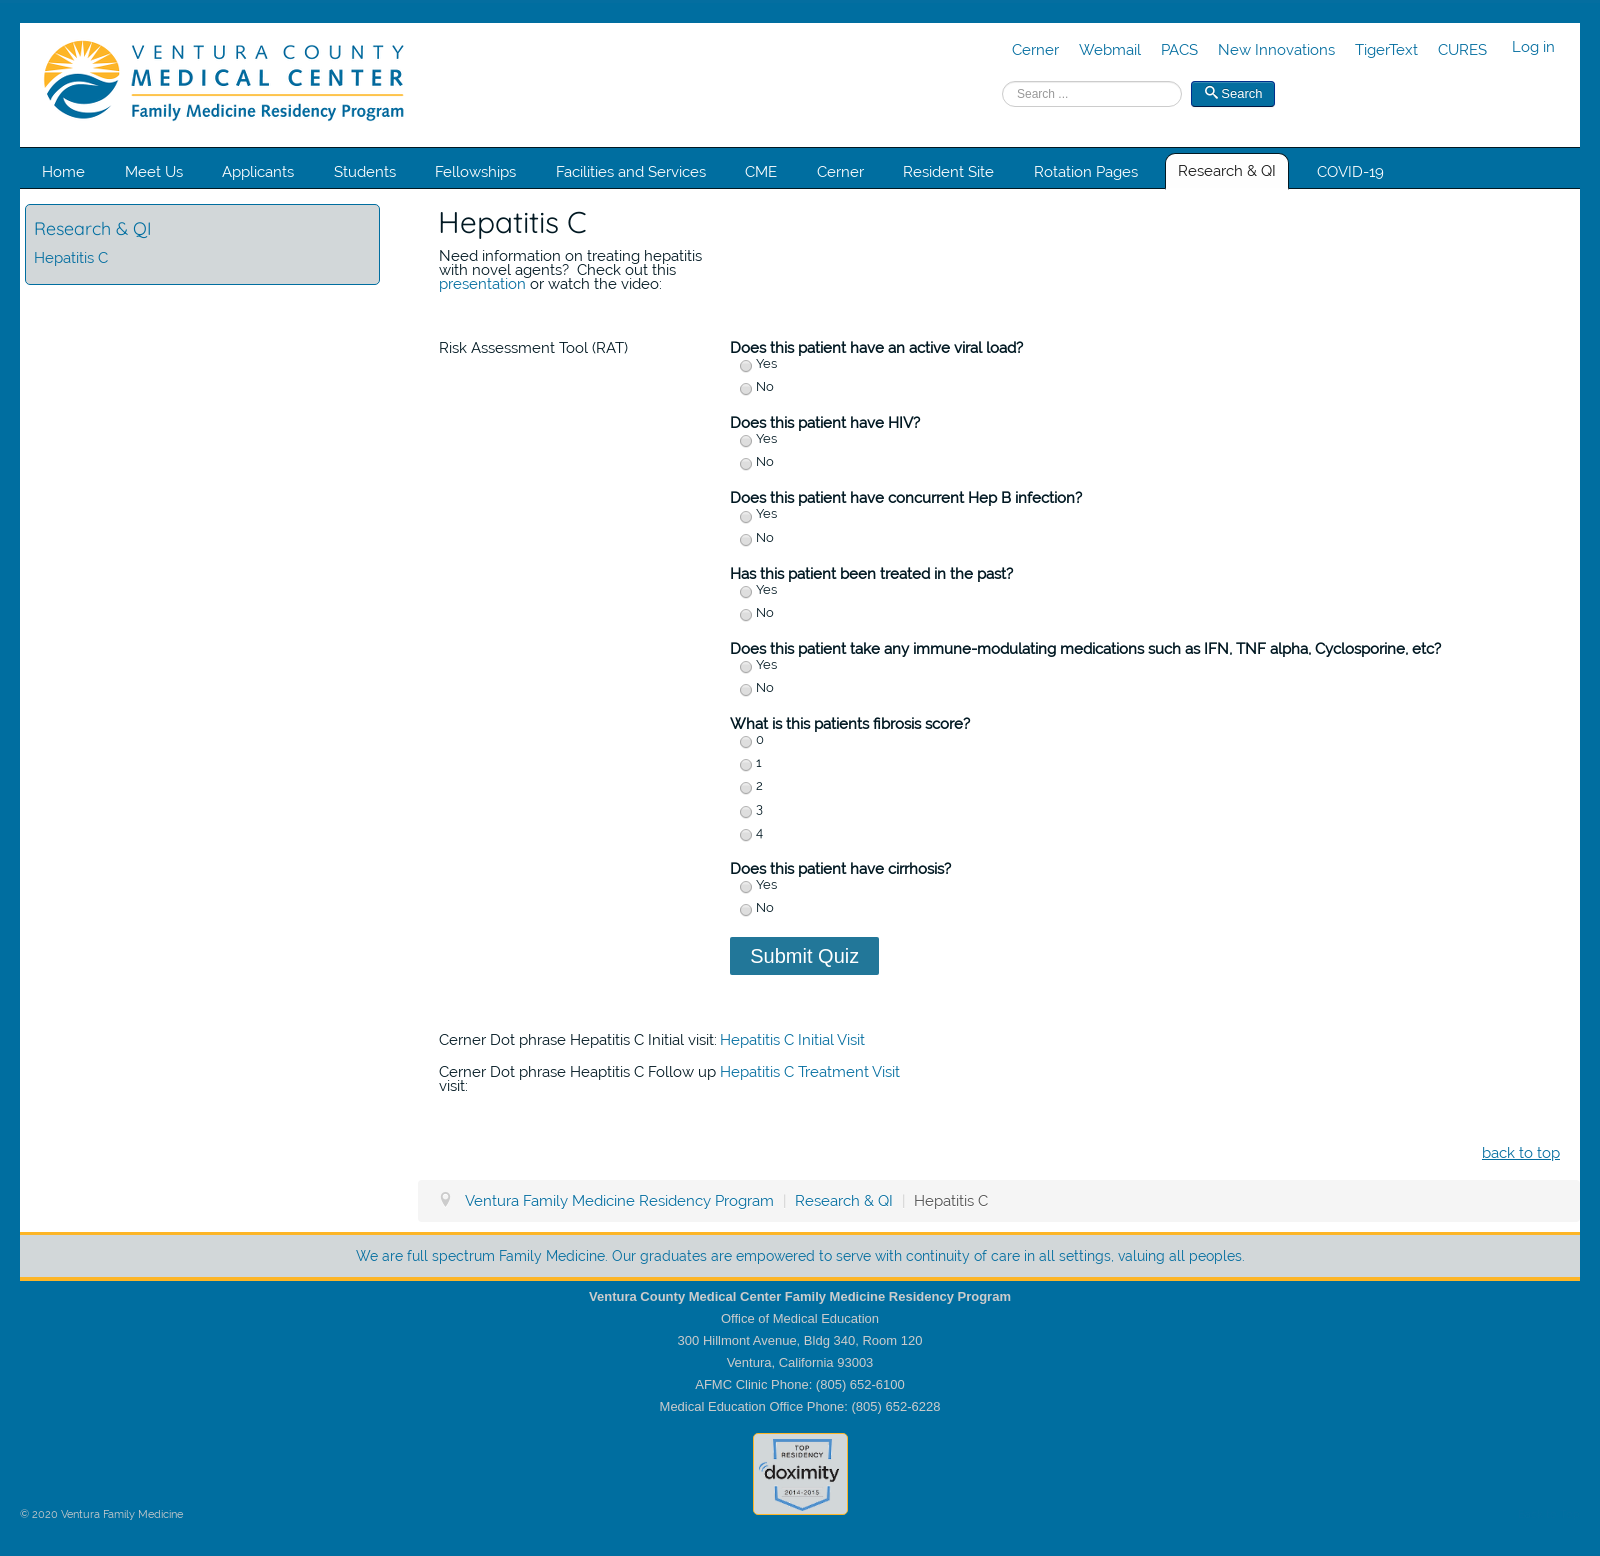 VENTURA COUNTY
MEDICAL CENTER
Family Medicine Residency Program
Cerner Webmail PACS New Innovations TigerText CURES Log in
Search ... Search
Home Meet Us Applicants Students Fellowships Facilities and Services CME Cerner Resident Site Rotation Pages Research & QI COVID-19
Research & QI
Hepatitis C
Hepatitis C
Need information on treating hepatitis
with novel agents?  Check out this
presentation or watch the video:
Risk Assessment Tool (RAT)
Does this patient have an active viral load?
Yes
No
Does this patient have HIV?
Yes
No
Does this patient have concurrent Hep B infection?
Yes
No
Has this patient been treated in the past?
Yes
No
Does this patient take any immune-modulating medications such as IFN, TNF alpha, Cyclosporine, etc?
Yes
No
What is this patients fibrosis score?
0
1
2
3
4
Does this patient have cirrhosis?
Yes
No
Submit Quiz
Cerner Dot phrase Hepatitis C Initial visit: Hepatitis C Initial Visit
Cerner Dot phrase Heaptitis C Follow up Hepatitis C Treatment Visit
visit:
back to top
Ventura Family Medicine Residency Program | Research & QI | Hepatitis C
We are full spectrum Family Medicine. Our graduates are empowered to serve with continuity of care in all settings, valuing all peoples.
Ventura County Medical Center Family Medicine Residency Program
Office of Medical Education
300 Hillmont Avenue, Bldg 340, Room 120
Ventura, California 93003
AFMC Clinic Phone: (805) 652-6100
Medical Education Office Phone: (805) 652-6228
TOP
RESIDENCY
doximity
2014-2015
© 2020 Ventura Family Medicine